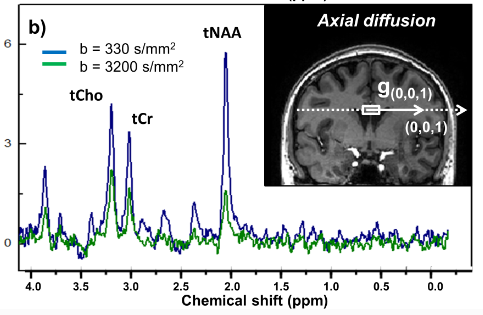 b)
b = 330 s/mm²
b = 3200 s/mm²
tNAA
tCho
tCr
Axial diffusion
g(0,0,1)
(0,0,1)
6
3
0
4.0 3.5 3.0 2.5 2.0 1.5 1.0 0.5 0.0
Chemical shift (ppm)